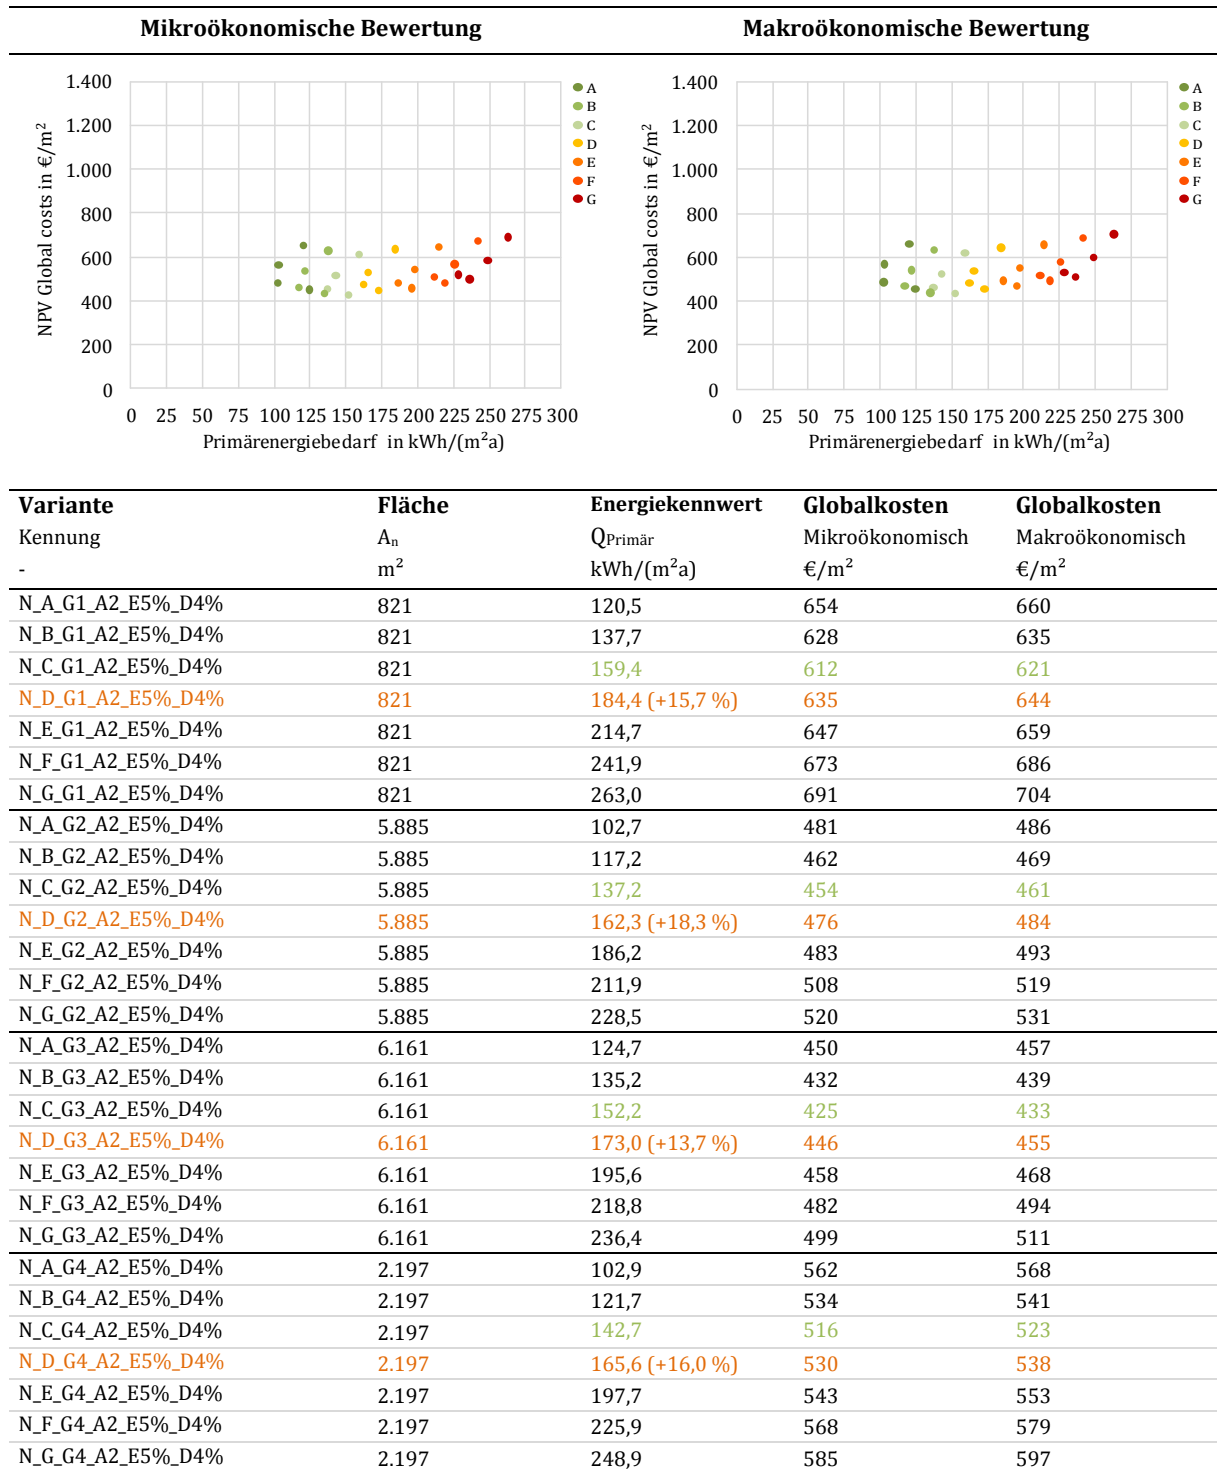 Mikroökonomische Bewertung Makroökonomische Bewertung
NPV Global costs in €/m²
1.400
1.200
1.000
800
600
400
200
0
0 25 50 75 100 125 150 175 200 225 250 275 300
Primärenergiebedarf in kWh/(m²a)
A
B
C
D
E
F
G
NPV Global costs in €/m²
1.400
1.200
1.000
800
600
400
200
0
0 25 50 75 100 125 150 175 200 225 250 275 300
Primärenergiebedarf in kWh/(m²a)
A
B
C
D
E
F
G
Variante Fläche Energiekennwert Globalkosten Globalkosten
Kennung An QPrimär Mikroökonomisch Makroökonomisch
- m² kWh/(m²a) €/m² €/m²
N_A_G1_A2_E5%_D4% 821 120,5 654 660
N_B_G1_A2_E5%_D4% 821 137,7 628 635
N_C_G1_A2_E5%_D4% 821 159,4 612 621
N_D_G1_A2_E5%_D4% 821 184,4 (+15,7 %) 635 644
N_E_G1_A2_E5%_D4% 821 214,7 647 659
N_F_G1_A2_E5%_D4% 821 241,9 673 686
N_G_G1_A2_E5%_D4% 821 263,0 691 704
N_A_G2_A2_E5%_D4% 5.885 102,7 481 486
N_B_G2_A2_E5%_D4% 5.885 117,2 462 469
N_C_G2_A2_E5%_D4% 5.885 137,2 454 461
N_D_G2_A2_E5%_D4% 5.885 162,3 (+18,3 %) 476 484
N_E_G2_A2_E5%_D4% 5.885 186,2 483 493
N_F_G2_A2_E5%_D4% 5.885 211,9 508 519
N_G_G2_A2_E5%_D4% 5.885 228,5 520 531
N_A_G3_A2_E5%_D4% 6.161 124,7 450 457
N_B_G3_A2_E5%_D4% 6.161 135,2 432 439
N_C_G3_A2_E5%_D4% 6.161 152,2 425 433
N_D_G3_A2_E5%_D4% 6.161 173,0 (+13,7 %) 446 455
N_E_G3_A2_E5%_D4% 6.161 195,6 458 468
N_F_G3_A2_E5%_D4% 6.161 218,8 482 494
N_G_G3_A2_E5%_D4% 6.161 236,4 499 511
N_A_G4_A2_E5%_D4% 2.197 102,9 562 568
N_B_G4_A2_E5%_D4% 2.197 121,7 534 541
N_C_G4_A2_E5%_D4% 2.197 142,7 516 523
N_D_G4_A2_E5%_D4% 2.197 165,6 (+16,0 %) 530 538
N_E_G4_A2_E5%_D4% 2.197 197,7 543 553
N_F_G4_A2_E5%_D4% 2.197 225,9 568 579
N_G_G4_A2_E5%_D4% 2.197 248,9 585 597